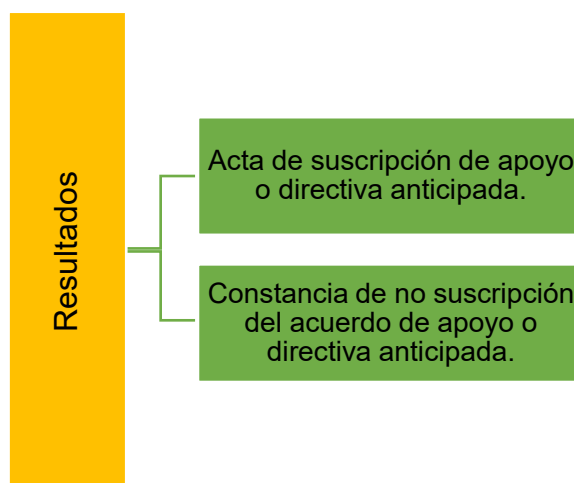 Resultados
Acta de suscripción de apoyo
o directiva anticipada.
Constancia de no suscripción
del acuerdo de apoyo o
directiva anticipada.